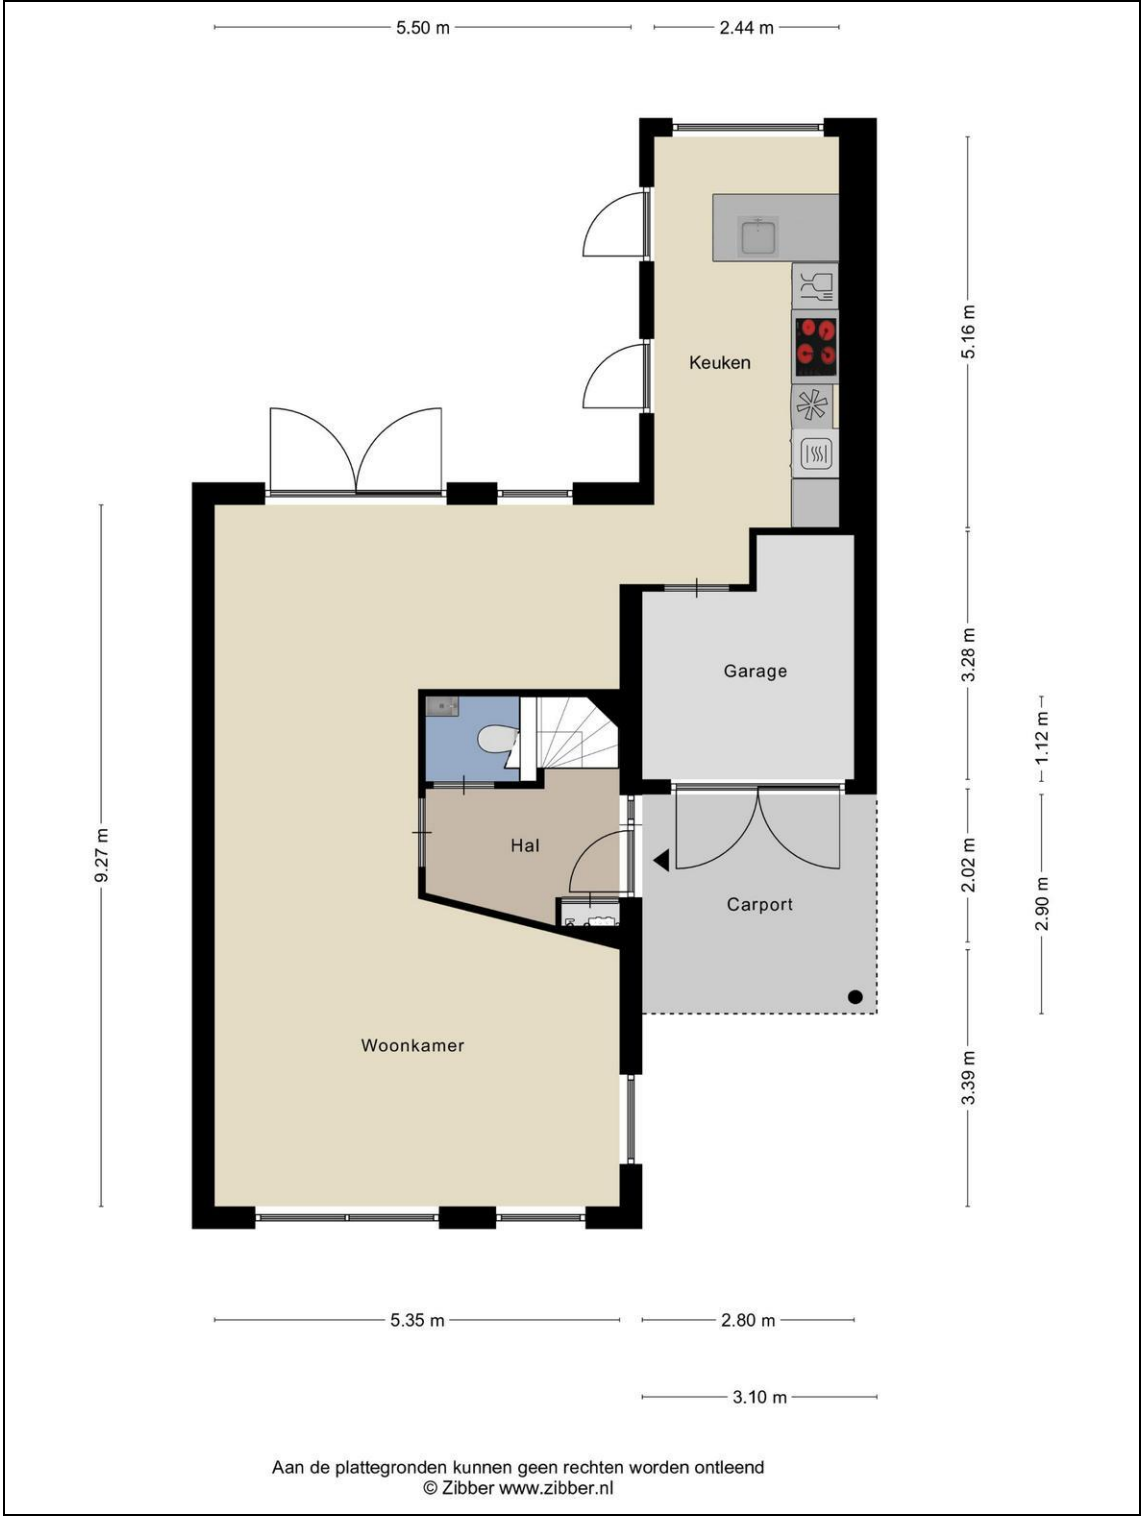 5.50 m
2.44 m
5.16 m
Keuken
3.28 m
Garage
1.12 m
9.27 m
Hal
2.02 m
2.90 m
Carport
Woonkamer
3.39 m
5.35 m
2.80 m
3.10 m
Aan de plattegronden kunnen geen rechten worden ontleend
© Zibber www.zibber.nl